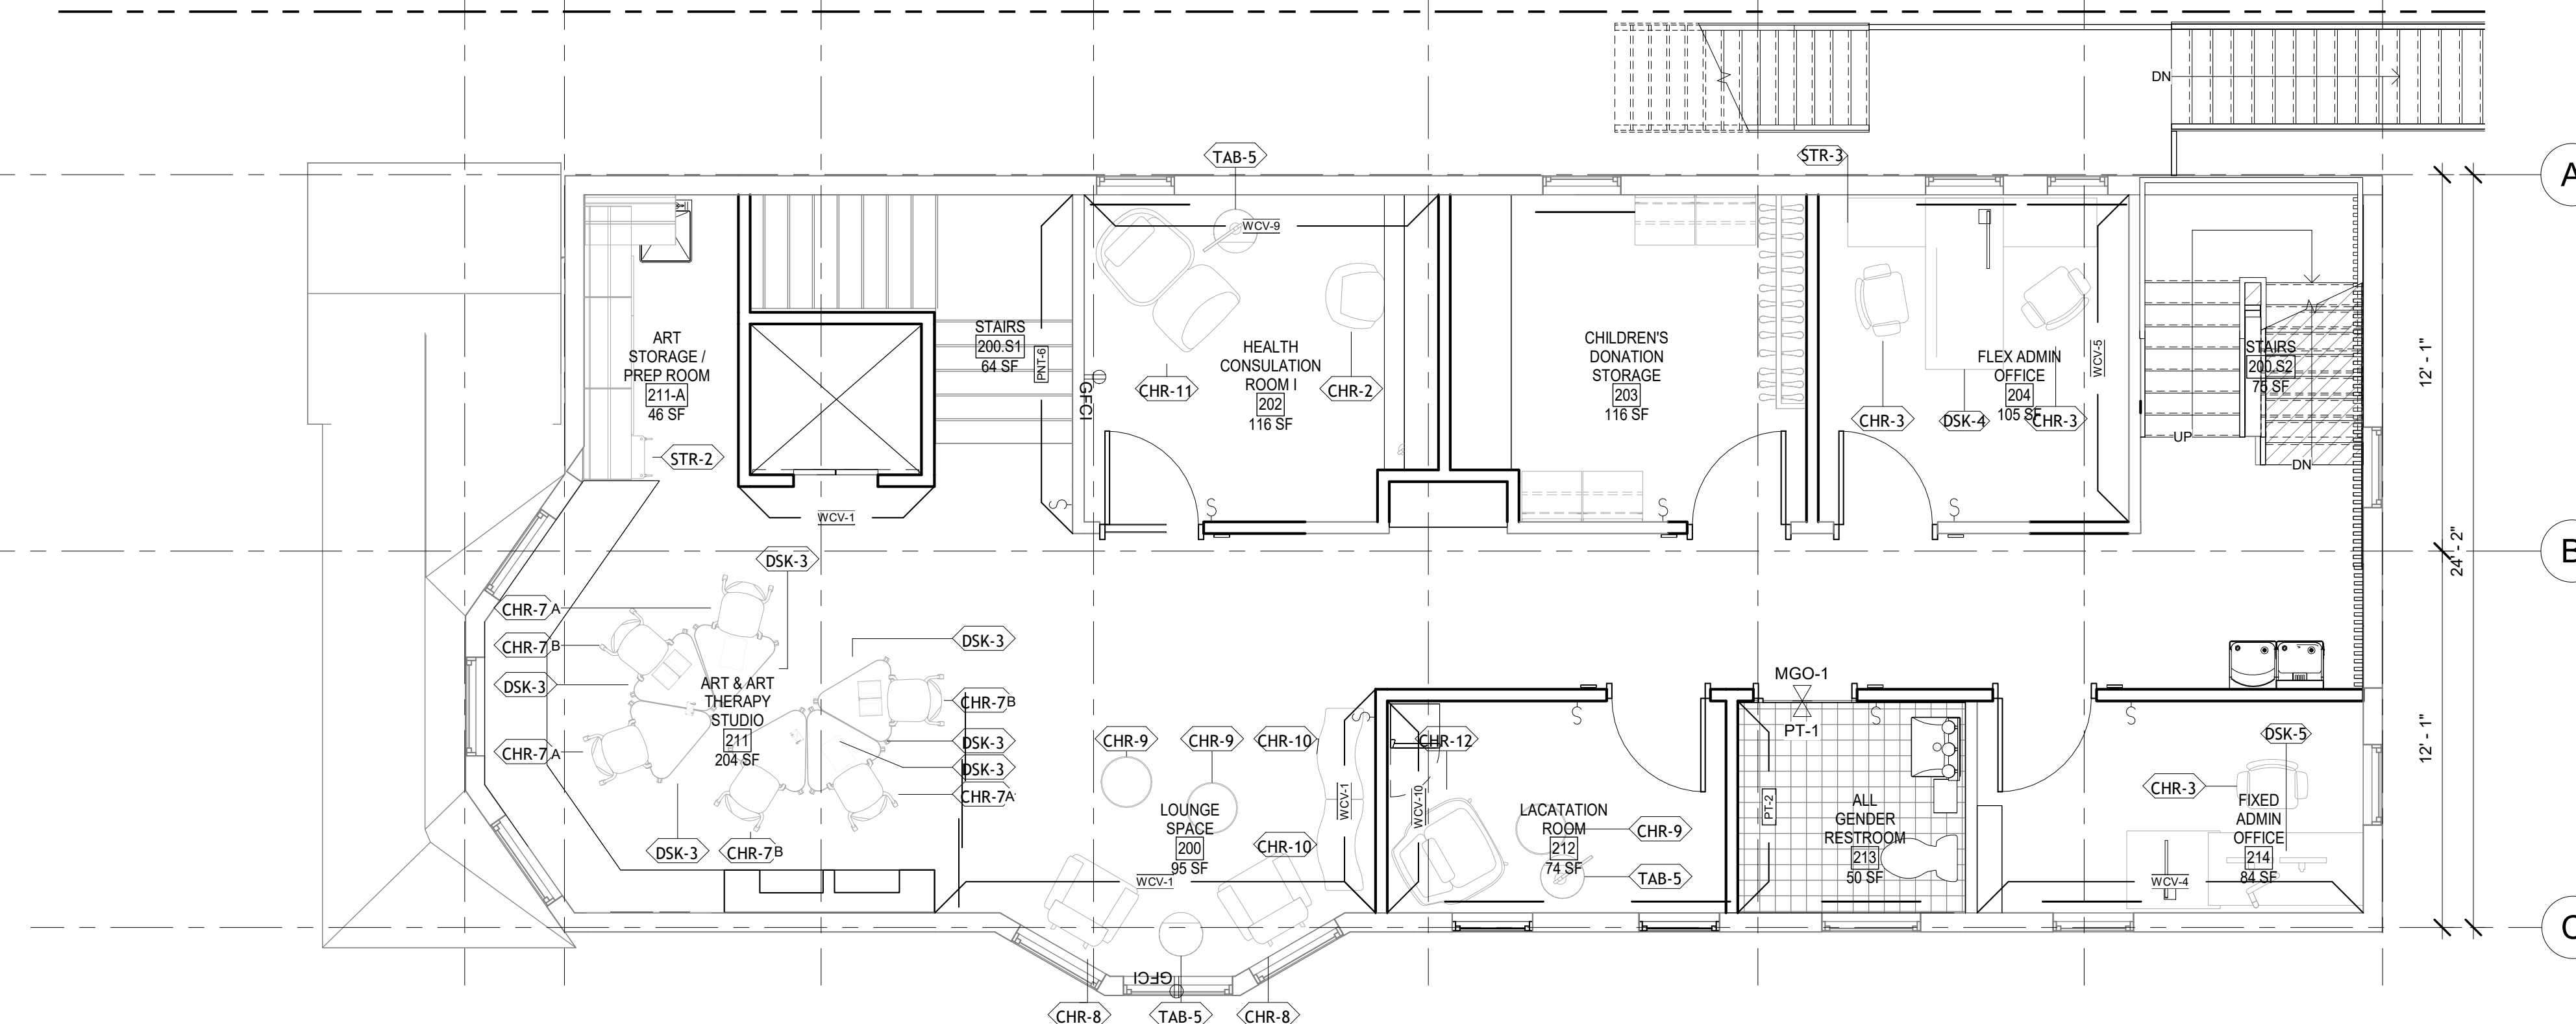 DN
A
TAB-5
STR-3
WCV-9
ART
STORAGE /
PREP ROOM
211-A
46 SF
STR-2
STAIRS
200.S1
64 SF
PNT-6
GFCI
HEALTH
CONSULATION
ROOM I
202
116 SF
CHR-11
CHR-2
CHILDREN'S
DONATION
STORAGE
203
116 SF
FLEX ADMIN
OFFICE
204
105 SF
CHR-3
DSK-4
CHR-3
WCV-5
STAIRS
200.S2
75 SF
UP
DN
12' - 1"
WCV-1
S
S
S
S
B
24' - 2"
DSK-3
CHR-7A
CHR-7B
DSK-3
CHR-7A
DSK-3
CHR-7B
DSK-3
CHR-7B
DSK-3
DSK-3
CHR-7A
ART & ART
THERAPY
STUDIO
211
204 SF
CHR-9
CHR-9
CHR-10
CHR-10
LOUNGE
SPACE
200
95 SF
WCV-1
WCV-1
S
CHR-12
WCV-10
S
LACATATION
ROOM
212
74 SF
CHR-9
TAB-5
MGO-1
PT-1
PT-2
S
ALL
GENDER
RESTROOM
213
50 SF
S
DSK-5
CHR-3
FIXED
ADMIN
OFFICE
214
84 SF
WCV-4
12' - 1"
C
GFCI
CHR-8
TAB-5
CHR-8